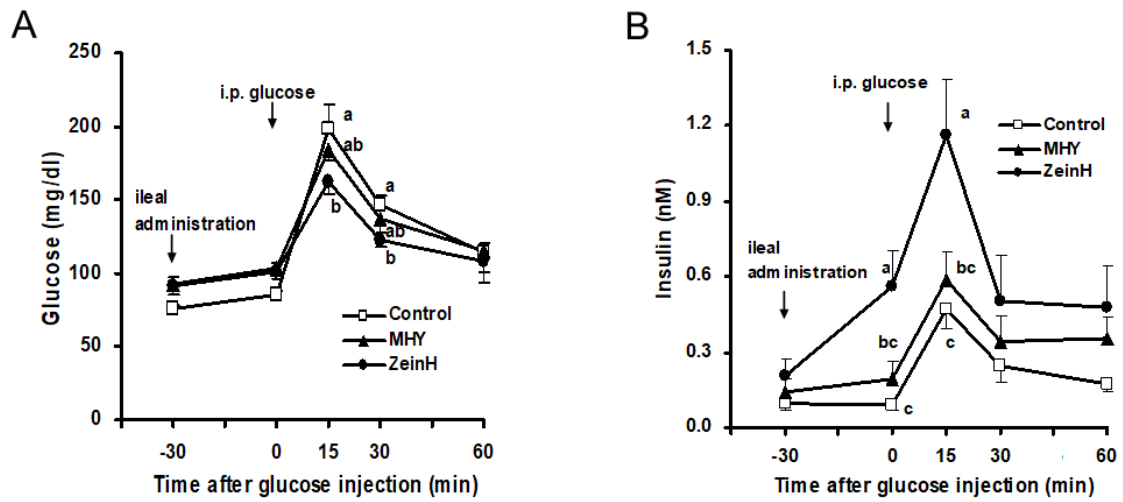 A
250
200
150
100
50
0
Glucose (mg/dl)
i.p. glucose
ileal
administration
a
ab
b
a
ab
b
Control
MHY
ZeinH
-30
0
15
30
60
Time after glucose injection (min)
B
1.5
1.2
0.9
0.6
0.3
0.0
Insulin (nM)
i.p. glucose
ileal
administration
a
a
bc
bc
c
c
Control
MHY
ZeinH
-30
0
15
30
60
Time after glucose injection (min)